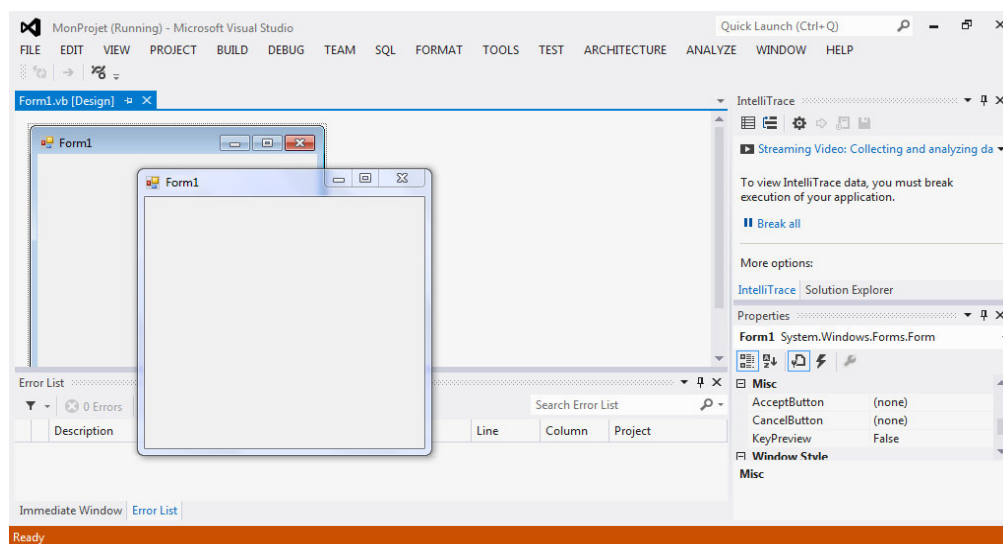 MonProjet (Running) - Microsoft Visual Studio
Quick Launch (Ctrl+Q)
FILE EDIT VIEW PROJECT BUILD DEBUG TEAM SQL FORMAT TOOLS TEST ARCHITECTURE ANALYZE WINDOW HELP
Form1.vb [Design]
Form1
Form1
Error List
0 Errors
Search Error List
Description Line Column Project
Immediate Window Error List
IntelliTrace
Streaming Video: Collecting and analyzing da
To view IntelliTrace data, you must break
execution of your application.
Break all
More options:
IntelliTrace Solution Explorer
Properties
Form1 System.Windows.Forms.Form
Misc
AcceptButton (none)
CancelButton (none)
KeyPreview False
Window Style
Misc
Ready